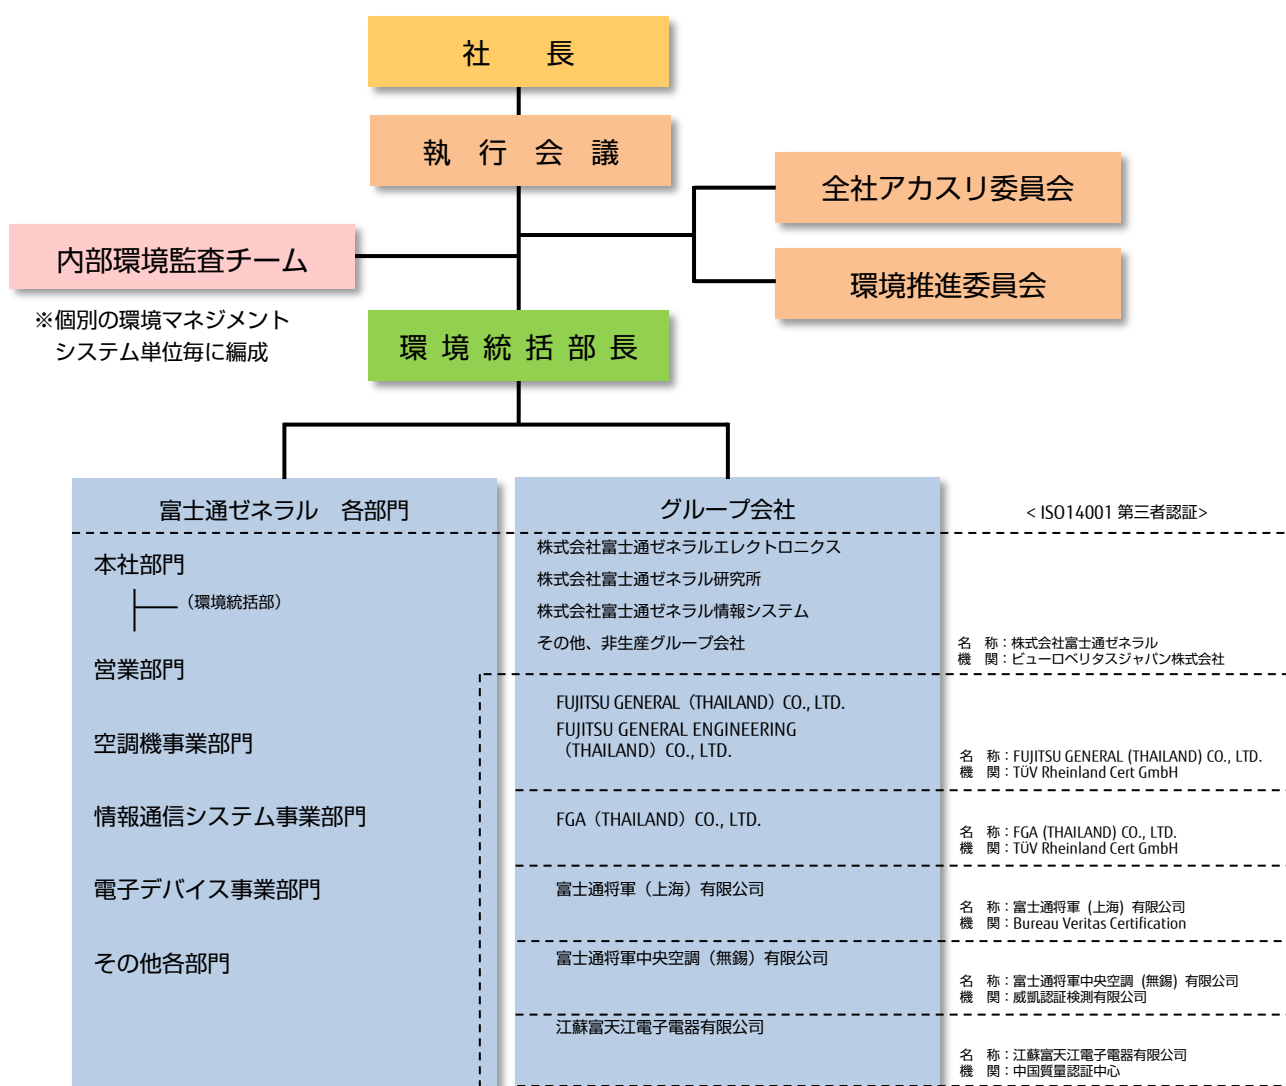 社　長
執 行 会 議
全社アカスリ委員会
内部環境監査チーム
環境推進委員会
※個別の環境マネジメント
システム単位毎に編成
環 境 統 括 部 長
富士通ゼネラル　各部門
本社部門
（環境統括部）
営業部門
空調機事業部門
情報通信システム事業部門
電子デバイス事業部門
その他各部門
グループ会社
株式会社富士通ゼネラルエレクトロニクス
株式会社富士通ゼネラル研究所
株式会社富士通ゼネラル情報システム
その他、非生産グループ会社
FUJITSU GENERAL（THAILAND）CO., LTD.
FUJITSU GENERAL ENGINEERING
（THAILAND）CO., LTD.
FGA（THAILAND）CO., LTD.
富士通将軍（上海）有限公司
富士通将軍中央空調（無錫）有限公司
江蘇富天江電子電器有限公司
< ISO14001 第三者認証>
名　称：株式会社富士通ゼネラル
機　関：ビューロベリタスジャパン株式会社
名　称：FUJITSU GENERAL (THAILAND) CO., LTD.
機　関：TÜV Rheinland Cert GmbH
名　称：FGA (THAILAND) CO., LTD.
機　関：TÜV Rheinland Cert GmbH
名　称：富士通将軍 (上海) 有限公司
機　関：Bureau Veritas Certification
名　称：富士通将軍中央空調 (無錫) 有限公司
機　関：威凱認証検測有限公司
名　称：江蘇富天江電子電器有限公司
機　関：中国質量認証中心